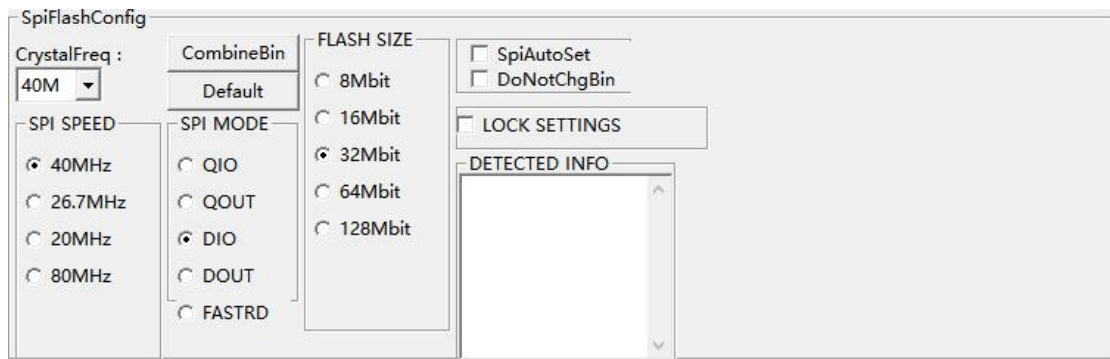 SpiFlashConfig
CrystalFreq :
40M
CombineBin
Default
SPI SPEED
40MHz
26.7MHz
20MHz
80MHz
SPI MODE
QIO
QOUT
DIO
DOUT
FASTRD
FLASH SIZE
8Mbit
16Mbit
32Mbit
64Mbit
128Mbit
SpiAutoSet
DoNotChgBin
LOCK SETTINGS
DETECTED INFO